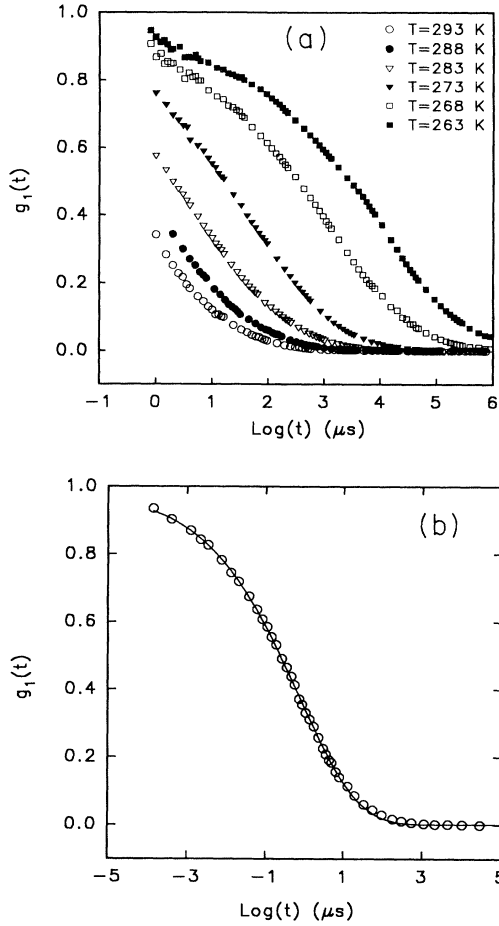 (a)
T=293 K
T=288 K
T=283 K
T=273 K
T=268 K
T=263 K
1.0
0.8
0.6
0.4
0.2
0.0
g₁(t)
−1 0 1 2 3 4 5 6
Log(t) (μs)
(b)
1.0
0.8
0.6
0.4
0.2
0.0
g₁(t)
−5 −3 −1 1 3 5
Log(t) (μs)